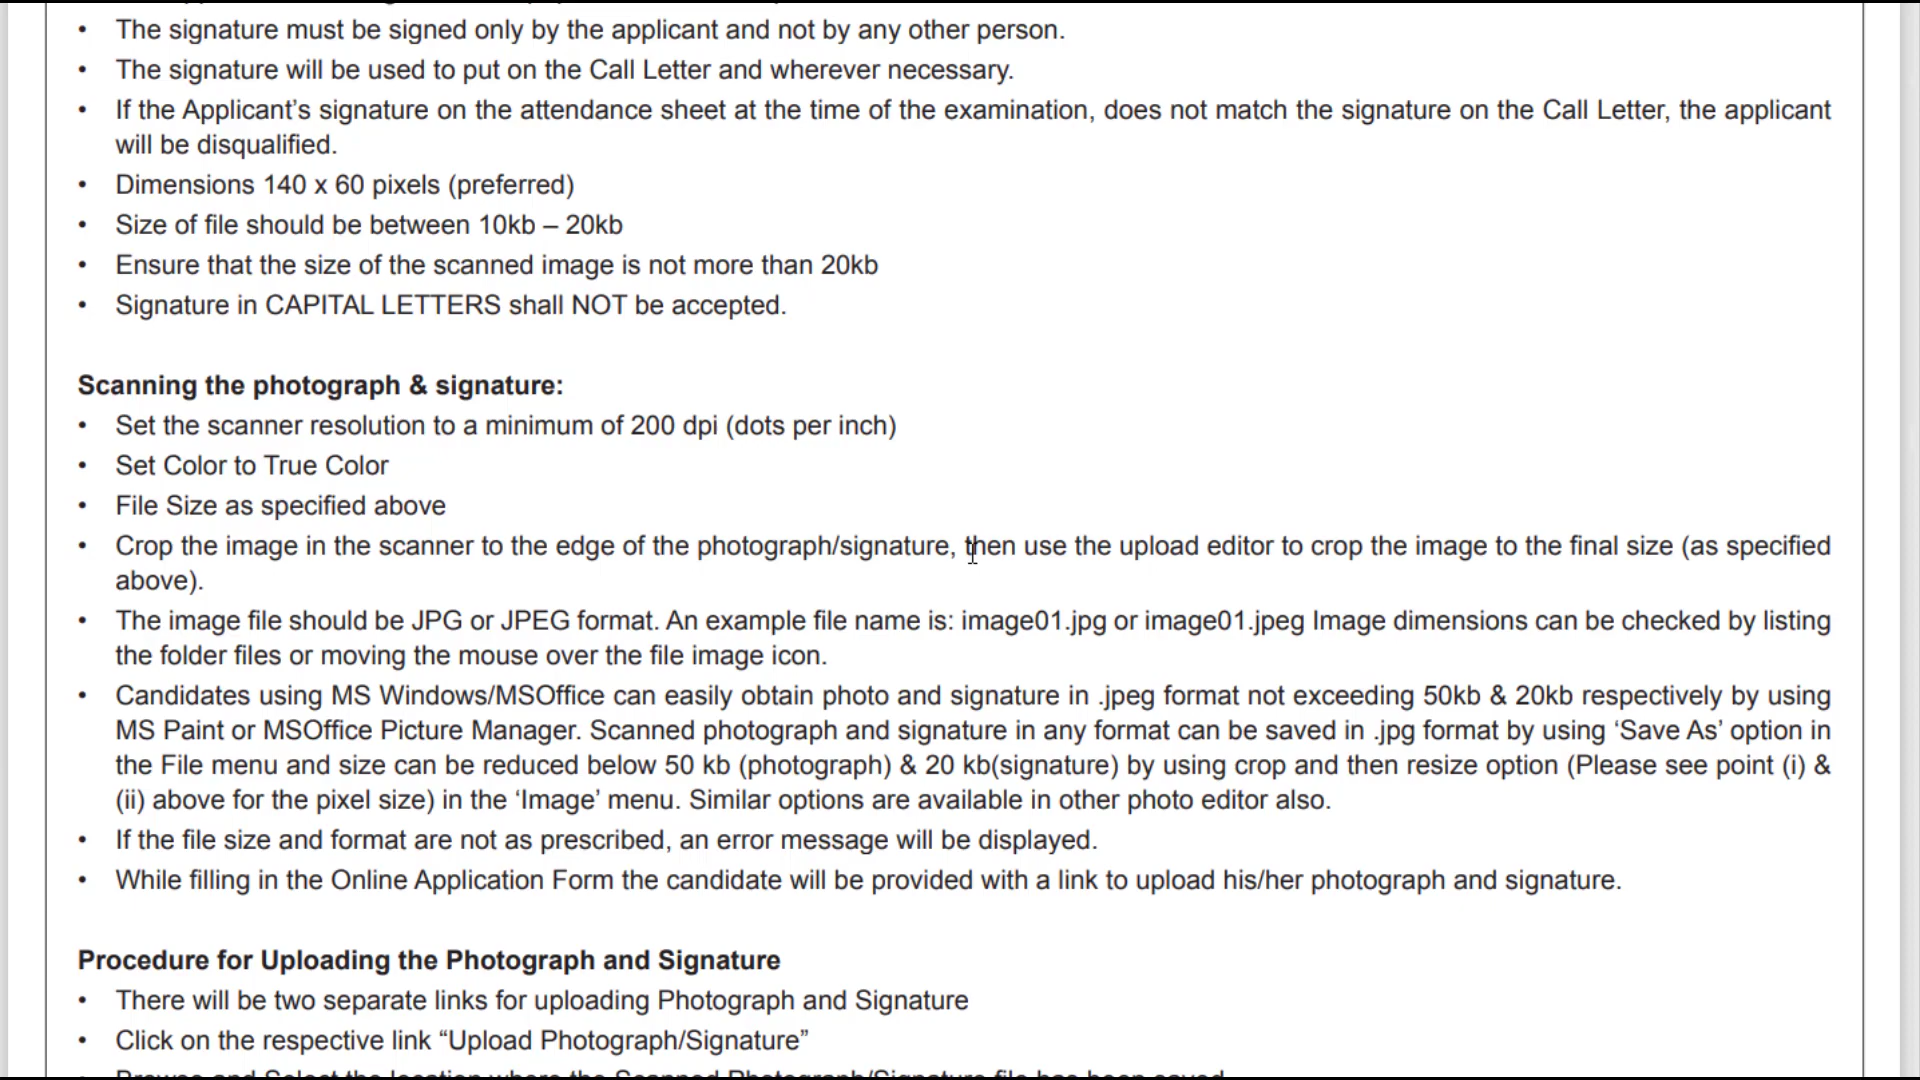 • The signature must be signed only by the applicant and not by any other person.
• The signature will be used to put on the Call Letter and wherever necessary.
• If the Applicant’s signature on the attendance sheet at the time of the examination, does not match the signature on the Call Letter, the applicant
will be disqualified.
• Dimensions 140 x 60 pixels (preferred)
• Size of file should be between 10kb – 20kb
• Ensure that the size of the scanned image is not more than 20kb
• Signature in CAPITAL LETTERS shall NOT be accepted.
Scanning the photograph & signature:
• Set the scanner resolution to a minimum of 200 dpi (dots per inch)
• Set Color to True Color
• File Size as specified above
• Crop the image in the scanner to the edge of the photograph/signature, then use the upload editor to crop the image to the final size (as specified
above).
• The image file should be JPG or JPEG format. An example file name is: image01.jpg or image01.jpeg Image dimensions can be checked by listing
the folder files or moving the mouse over the file image icon.
• Candidates using MS Windows/MSOffice can easily obtain photo and signature in .jpeg format not exceeding 50kb & 20kb respectively by using
MS Paint or MSOffice Picture Manager. Scanned photograph and signature in any format can be saved in .jpg format by using ‘Save As’ option in
the File menu and size can be reduced below 50 kb (photograph) & 20 kb(signature) by using crop and then resize option (Please see point (i) &
(ii) above for the pixel size) in the ‘Image’ menu. Similar options are available in other photo editor also.
• If the file size and format are not as prescribed, an error message will be displayed.
• While filling in the Online Application Form the candidate will be provided with a link to upload his/her photograph and signature.
Procedure for Uploading the Photograph and Signature
• There will be two separate links for uploading Photograph and Signature
• Click on the respective link “Upload Photograph/Signature”
• Browse and Select the location where the Scanned Photograph/Signature file has been saved